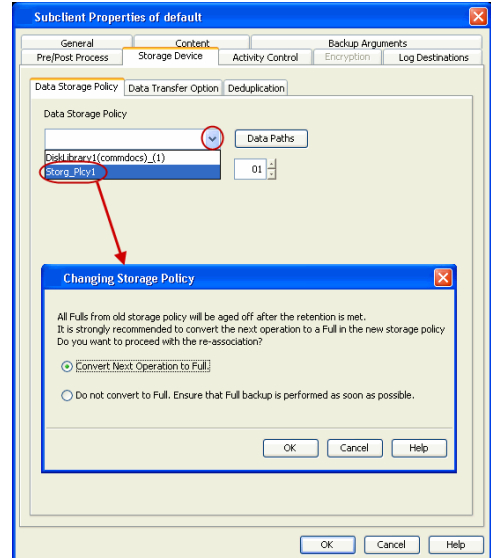 Subclient Properties of default
General Content Backup Arguments
Pre/Post Process Storage Device Activity Control Encryption Log Destinations
Data Storage Policy Data Transfer Option Deduplication
Data Storage Policy
Data Paths
DiskLibrary1(commdocs)_(1)
Storg_Plcy1
01
Changing Storage Policy
All Fulls from old storage policy will be aged off after the retention is met.
It is strongly recommended to convert the next operation to a Full in the new storage policy
Do you want to proceed with the re-association?
Convert Next Operation to Full.
Do not convert to Full. Ensure that Full backup is performed as soon as possible.
OK Cancel Help
OK Cancel Help